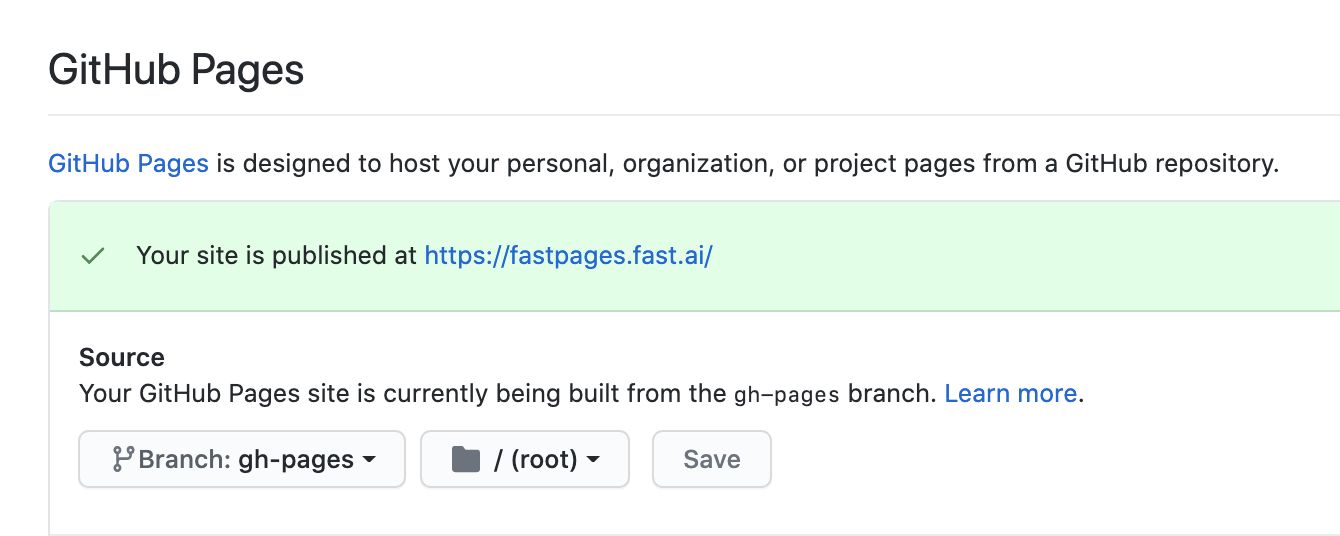 GitHub Pages
GitHub Pages is designed to host your personal, organization, or project pages from a GitHub repository.
Your site is published at https://fastpages.fast.ai/
Source
Your GitHub Pages site is currently being built from the gh-pages branch. Learn more.
Branch: gh-pages / (root) Save